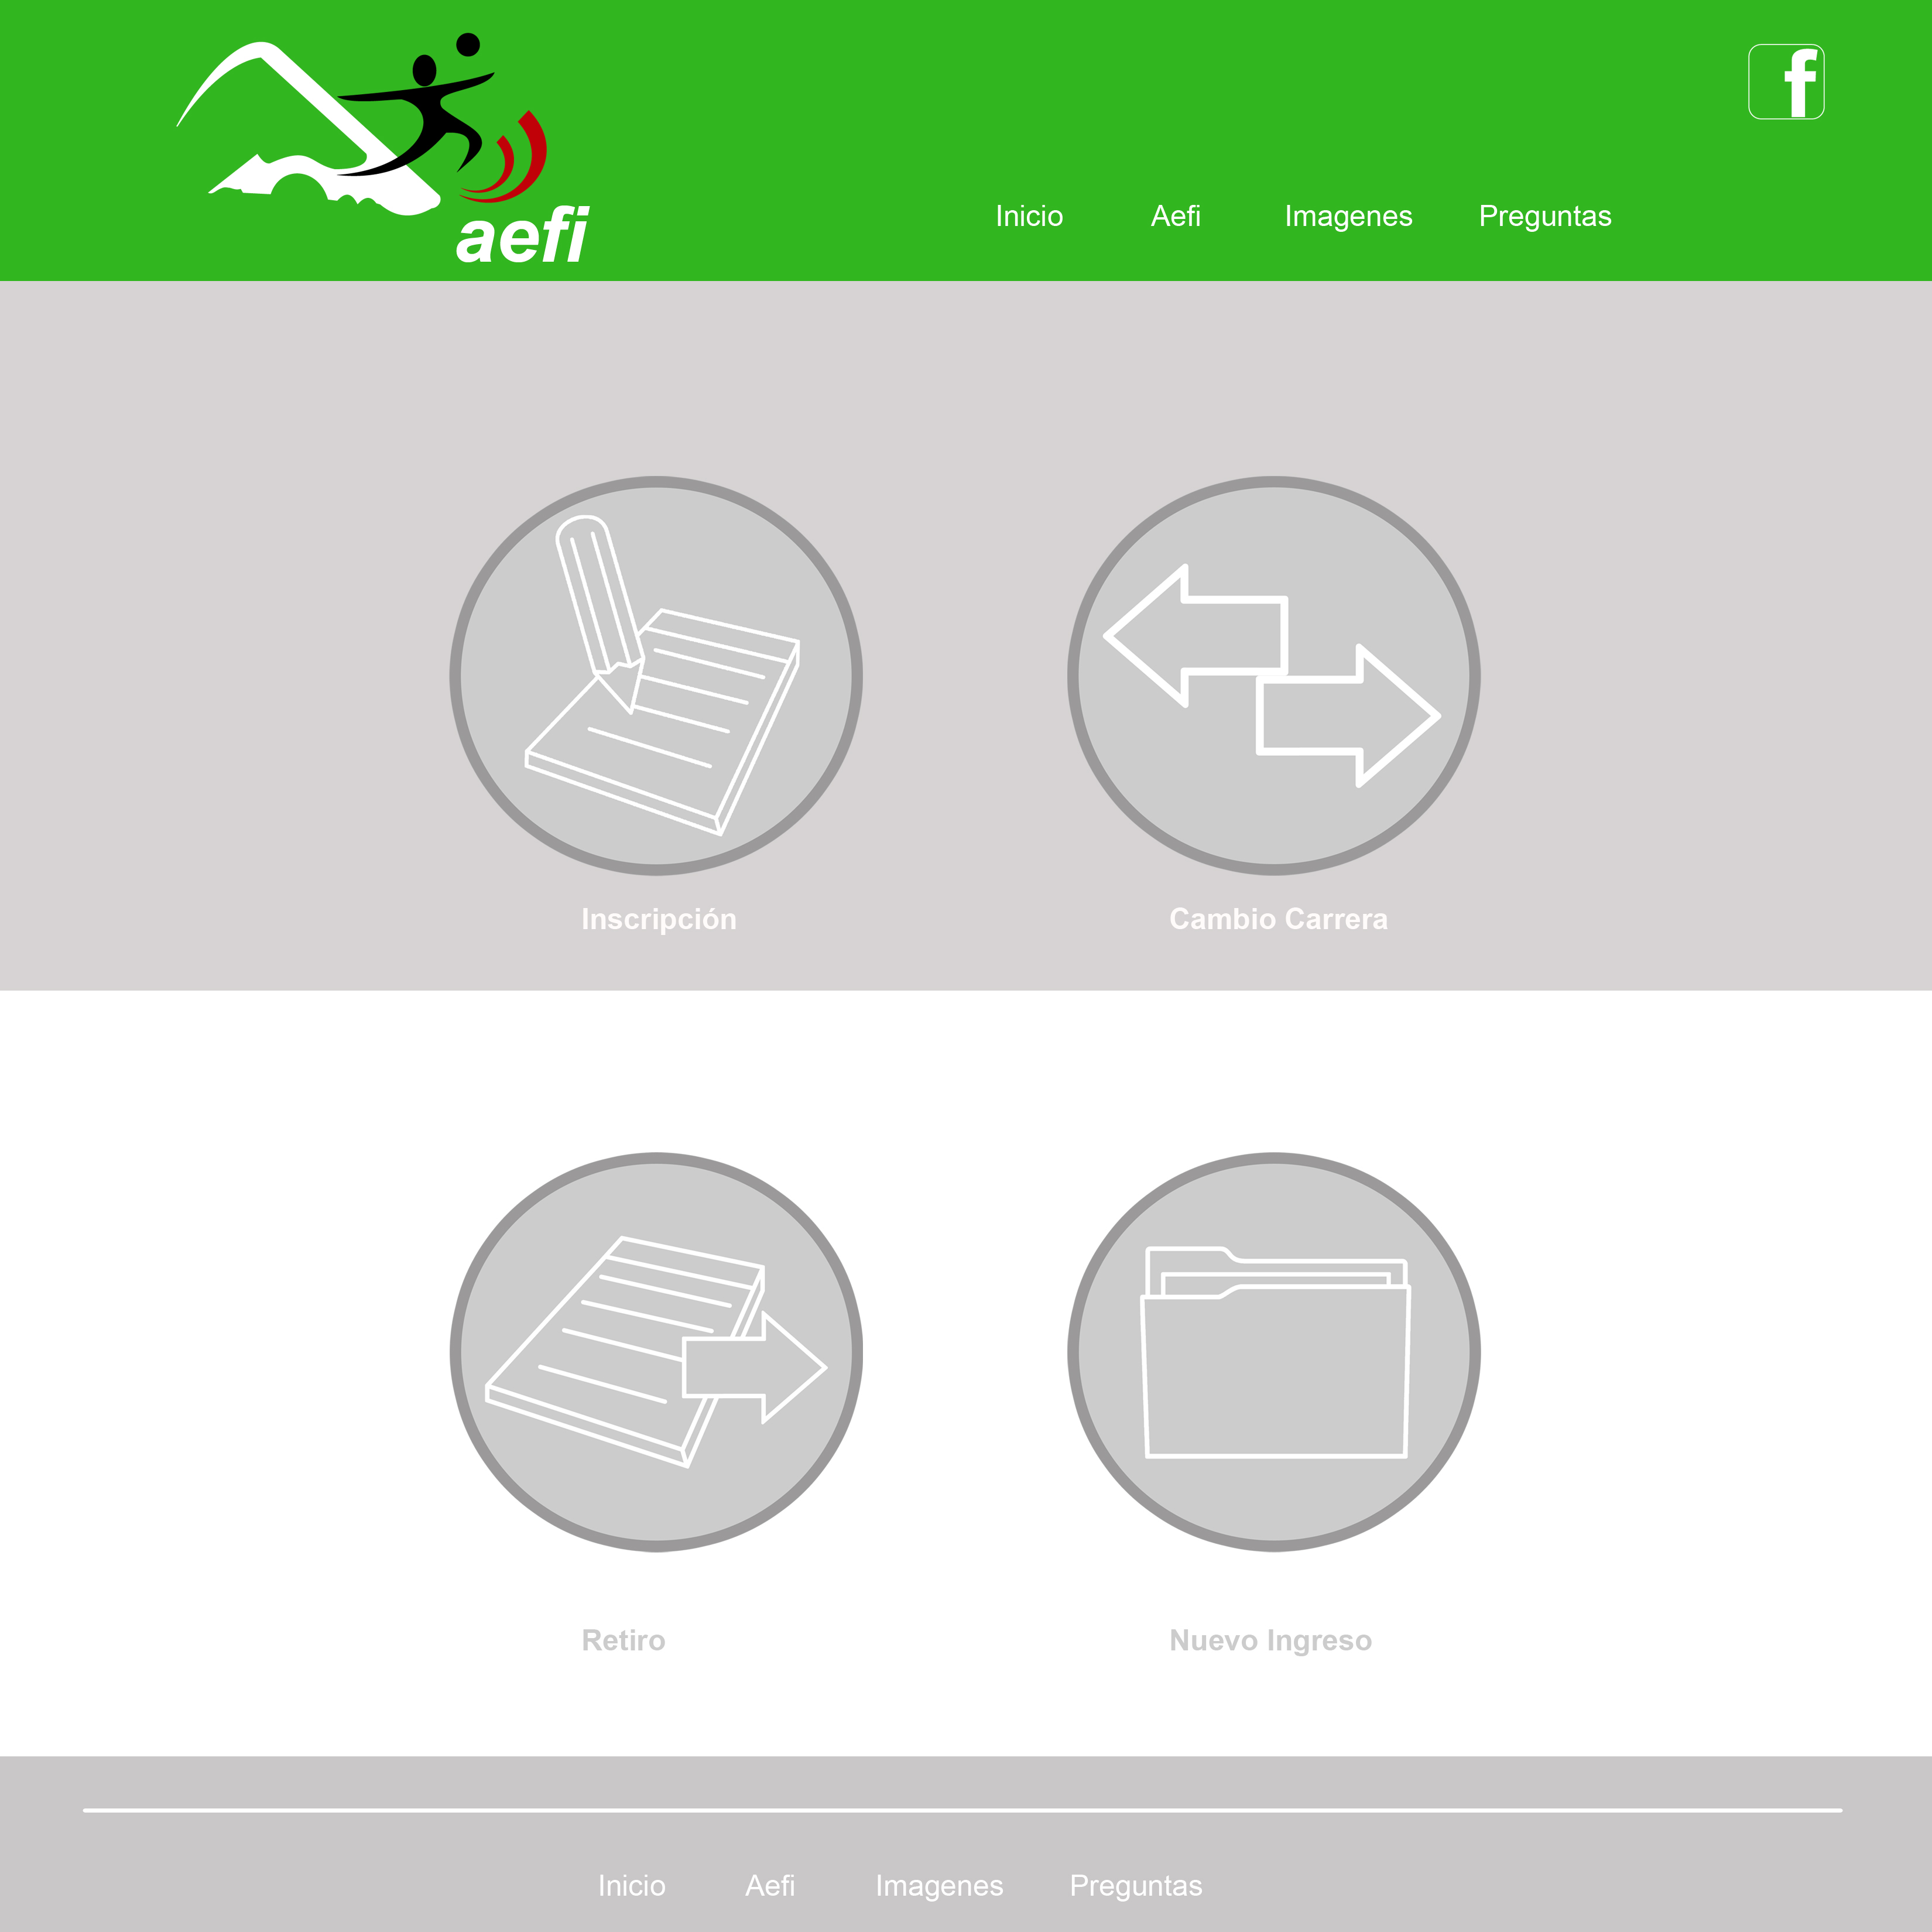 aefi
f
Inicio Aefi Imagenes Preguntas
Inscripción Cambio Carrera
Retiro Nuevo Ingreso
Inicio Aefi Imagenes Preguntas